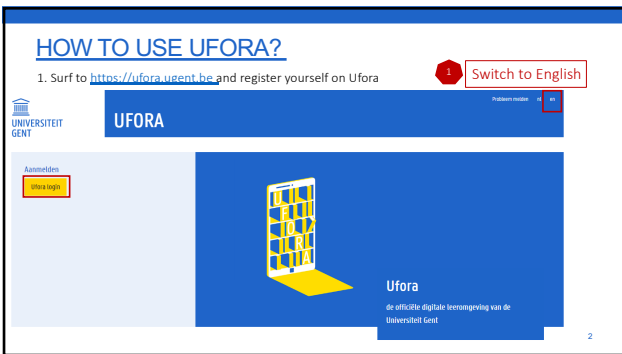 HOW TO USE UFORA?
1. Surf to https://ufora.ugent.be and register yourself on Ufora
1
Switch to English
Probleem melden nl en
UNIVERSITEIT
GENT
UFORA
Aanmelden
Ufora login
UFORA
Ufora
de officiële digitale leeromgeving van de
Universiteit Gent
2